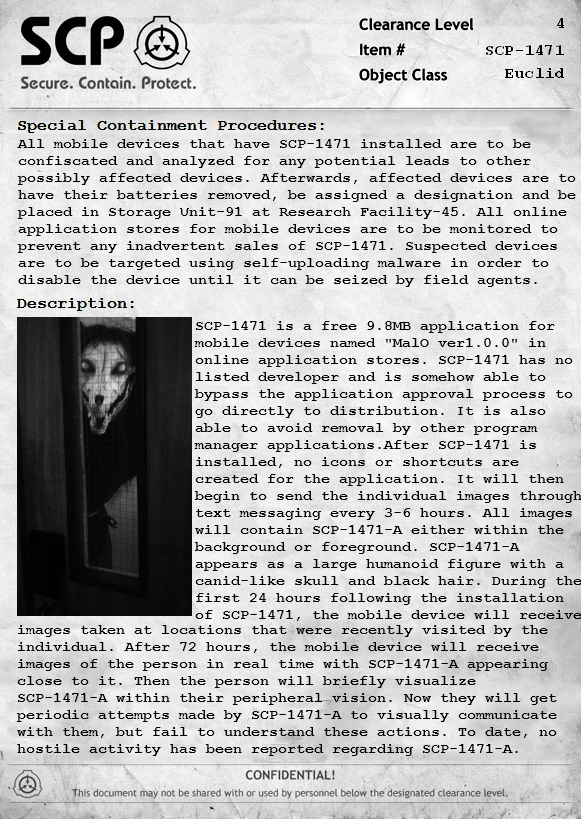 SCP
Secure. Contain. Protect.
Clearance Level 4
Item # SCP-1471
Object Class Euclid
Special Containment Procedures:
All mobile devices that have SCP-1471 installed are to be
confiscated and analyzed for any potential leads to other
possibly affected devices. Afterwards, affected devices are to
have their batteries removed, be assigned a designation and be
placed in Storage Unit-91 at Research Facility-45. All online
application stores for mobile devices are to be monitored to
prevent any inadvertent sales of SCP-1471. Suspected devices
are to be targeted using self-uploading malware in order to
disable the device until it can be seized by field agents.
Description:
SCP-1471 is a free 9.8MB application for
mobile devices named "MalO ver1.0.0" in
online application stores. SCP-1471 has no
listed developer and is somehow able to
bypass the application approval process to
go directly to distribution. It is also
able to avoid removal by other program
manager applications.After SCP-1471 is
installed, no icons or shortcuts are
created for the application. It will then
begin to send the individual images through
text messaging every 3-6 hours. All images
will contain SCP-1471-A either within the
background or foreground. SCP-1471-A
appears as a large humanoid figure with a
canid-like skull and black hair. During the
first 24 hours following the installation
of SCP-1471, the mobile device will receive
images taken at locations that were recently visited by the
individual. After 72 hours, the mobile device will receive
images of the person in real time with SCP-1471-A appearing
close to it. Then the person will briefly visualize
SCP-1471-A within their peripheral vision. Now they will get
periodic attempts made by SCP-1471-A to visually communicate
with them, but fail to understand these actions. To date, no
hostile activity has been reported regarding SCP-1471-A.
CONFIDENTIAL!
This document may not be shared with or used by personnel below the designated clearance level.